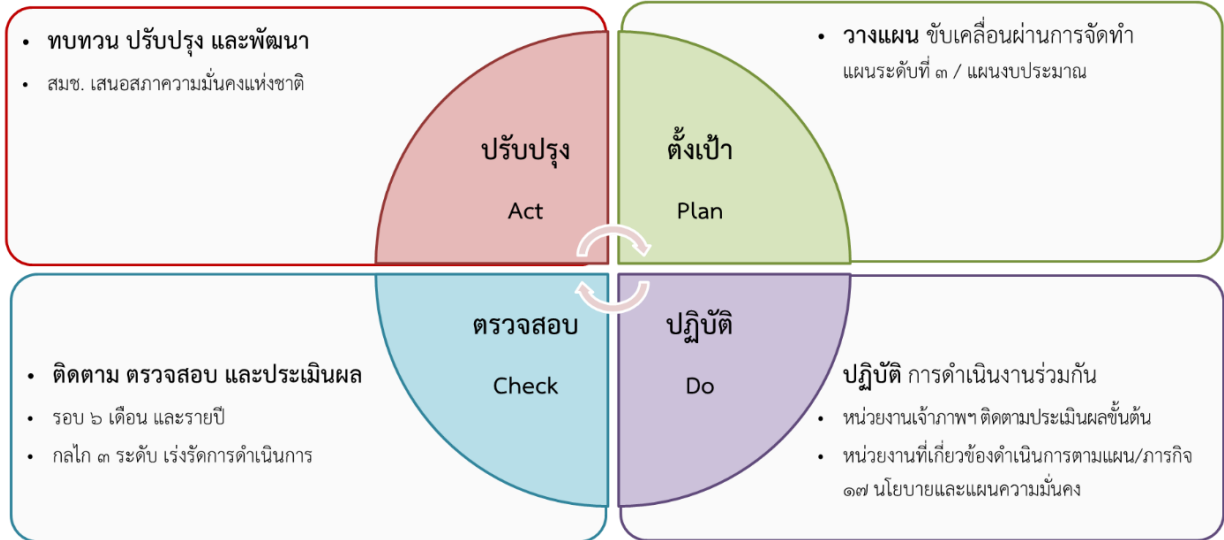 • ทบทวน ปรับปรุง และพัฒนา
• สมช. เสนอสภาความมั่นคงแห่งชาติ
ปรับปรุง
Act
• วางแผน ขับเคลื่อนผ่านการจัดทำ
แผนระดับที่ ๓ / แผนงบประมาณ
ตั้งเป้า
Plan
ตรวจสอบ
Check
• ติดตาม ตรวจสอบ และประเมินผล
• รอบ ๖ เดือน และรายปี
• กลไก ๓ ระดับ เร่งรัดการดำเนินการ
ปฏิบัติ
Do
ปฏิบัติ การดำเนินงานร่วมกัน
• หน่วยงานเจ้าภาพฯ ติดตามประเมินผลขั้นต้น
• หน่วยงานที่เกี่ยวข้องดำเนินการตามแผน/ภารกิจ
๑๗ นโยบายและแผนความมั่นคง